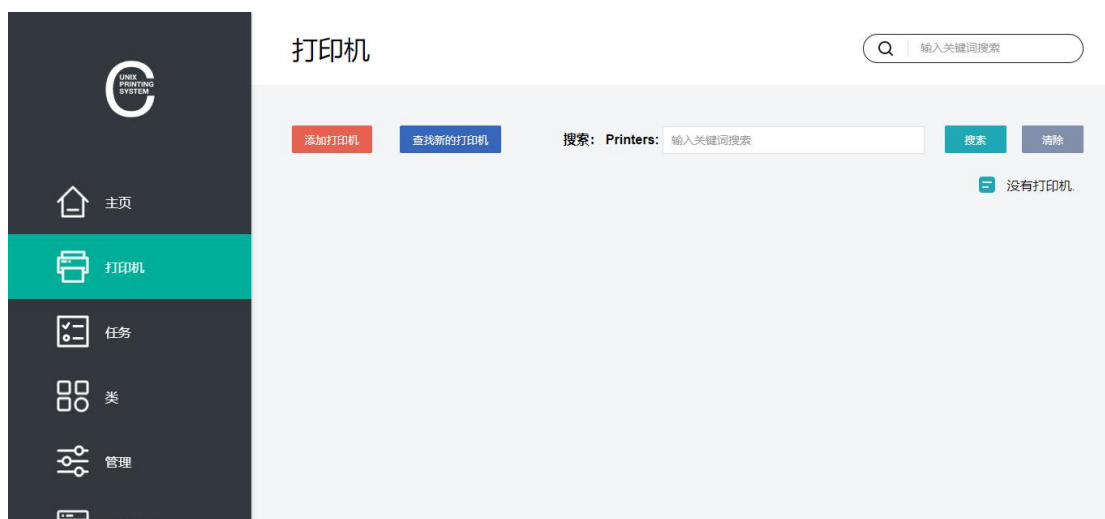 UNIX
PRINTING
SYSTEM
主页
打印机
任务
类
管理
打印机
输入关键词搜索
添加打印机
查找新的打印机
搜索: Printers:
输入关键词搜索
搜索
清除
没有打印机.